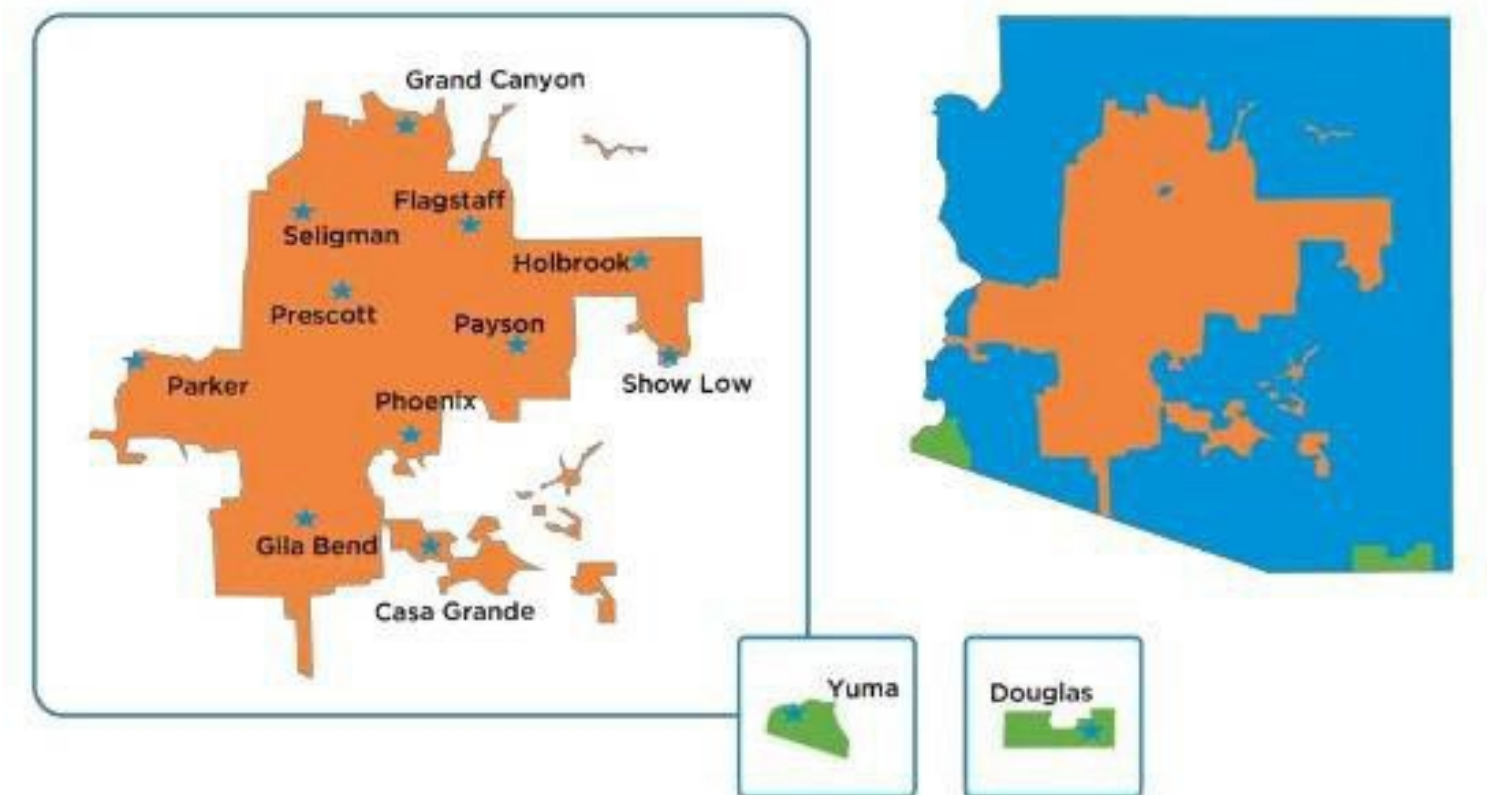 Grand Canyon
Flagstaff
Seligman
Holbrook
Prescott
Payson
Parker
Show Low
Phoenix
Gila Bend
Casa Grande
Yuma
Douglas